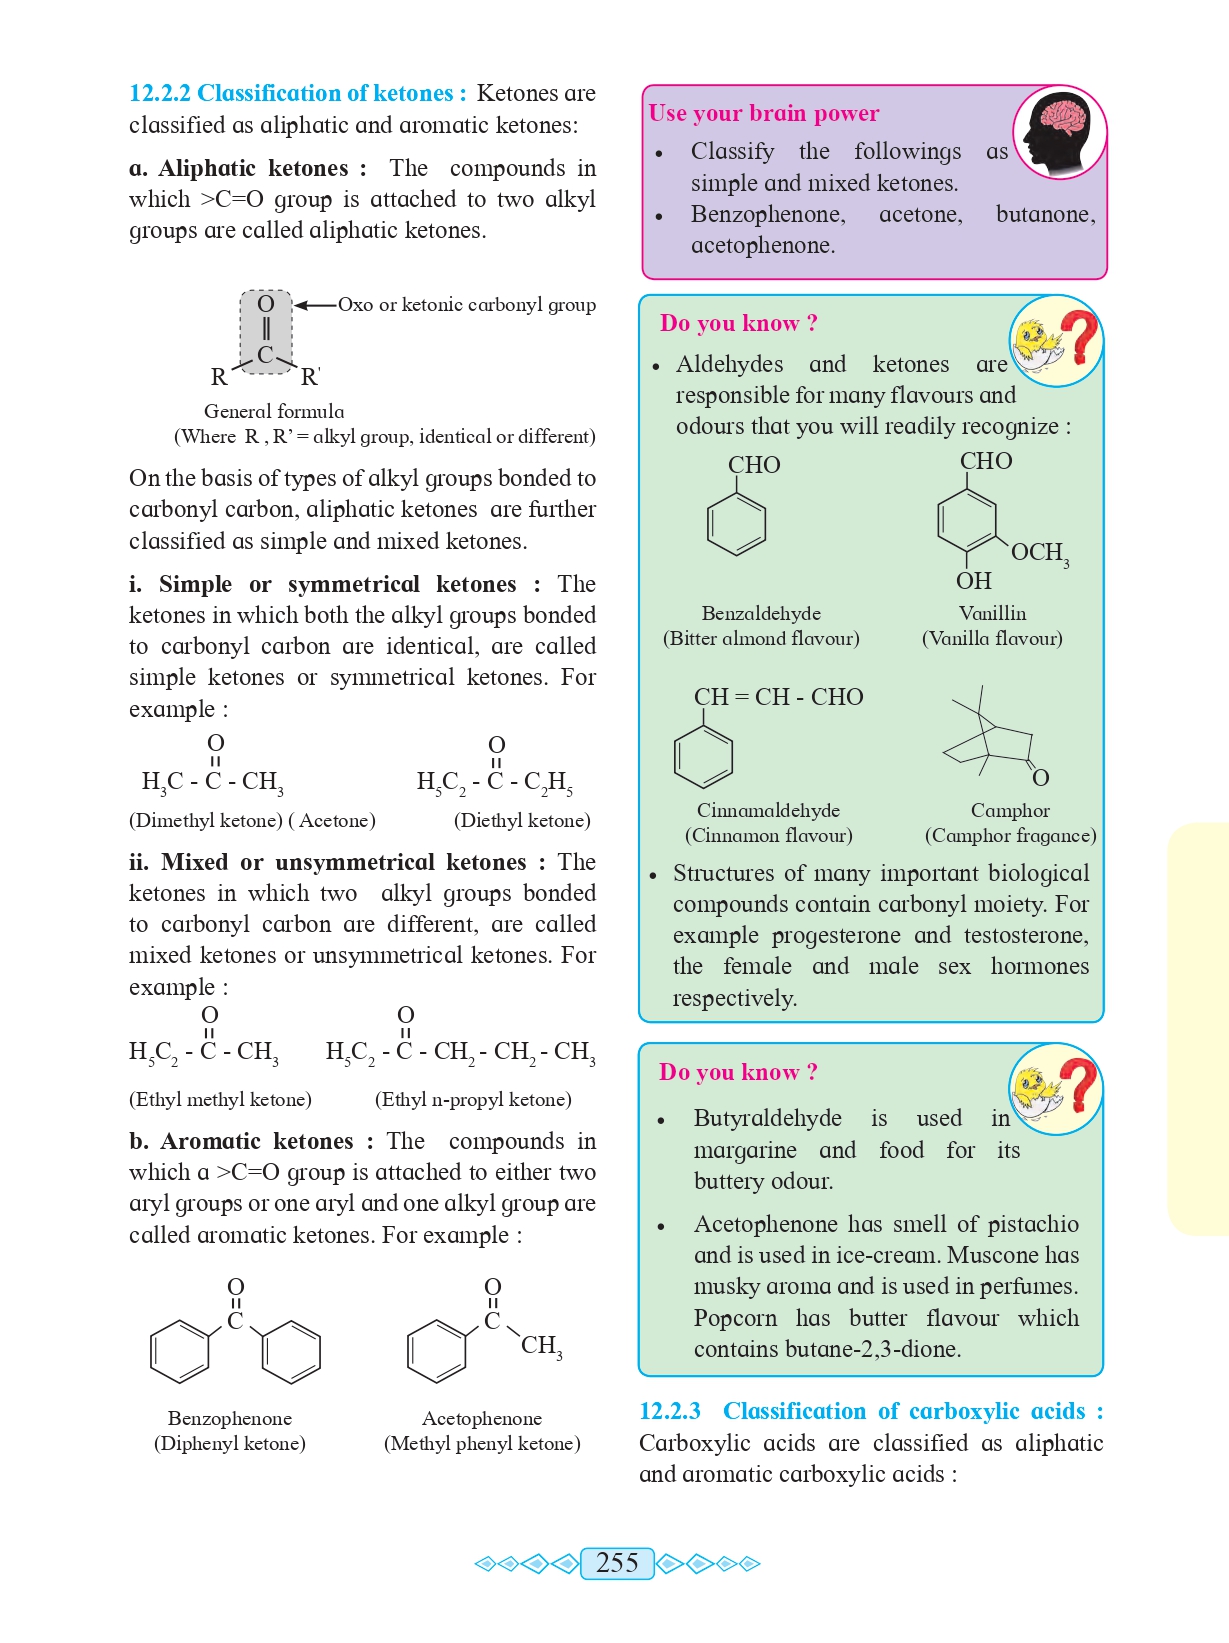 12.2.2 Classification of ketones : Ketones are
classified as aliphatic and aromatic ketones:
a. Aliphatic ketones : The compounds in
which >C=O group is attached to two alkyl
groups are called aliphatic ketones.
O
Oxo or ketonic carbonyl group
C
R R'
General formula
(Where R , R’ = alkyl group, identical or different)
On the basis of types of alkyl groups bonded to
carbonyl carbon, aliphatic ketones are further
classified as simple and mixed ketones.
i. Simple or symmetrical ketones : The
ketones in which both the alkyl groups bonded
to carbonyl carbon are identical, are called
simple ketones or symmetrical ketones. For
example :
O O
H₃C - C - CH₃ H₅C₂ - C - C₂H₅
(Dimethyl ketone) ( Acetone) (Diethyl ketone)
ii. Mixed or unsymmetrical ketones : The
ketones in which two alkyl groups bonded
to carbonyl carbon are different, are called
mixed ketones or unsymmetrical ketones. For
example :
O O
H₅C₂ - C - CH₃ H₅C₂ - C - CH₂ - CH₂ - CH₃
(Ethyl methyl ketone) (Ethyl n-propyl ketone)
b. Aromatic ketones : The compounds in
which a >C=O group is attached to either two
aryl groups or one aryl and one alkyl group are
called aromatic ketones. For example :
O O
C C
CH₃
Benzophenone Acetophenone
(Diphenyl ketone) (Methyl phenyl ketone)
Use your brain power
• Classify the followings as
simple and mixed ketones.
• Benzophenone, acetone, butanone,
acetophenone.
Do you know ?
• Aldehydes and ketones are
responsible for many flavours and
odours that you will readily recognize :
CHO CHO
OCH₃
OH
Benzaldehyde Vanillin
(Bitter almond flavour) (Vanilla flavour)
CH = CH - CHO
O
Cinnamaldehyde Camphor
(Cinnamon flavour) (Camphor fragance)
• Structures of many important biological
compounds contain carbonyl moiety. For
example progesterone and testosterone,
the female and male sex hormones
respectively.
Do you know ?
• Butyraldehyde is used in
margarine and food for its
buttery odour.
• Acetophenone has smell of pistachio
and is used in ice-cream. Muscone has
musky aroma and is used in perfumes.
Popcorn has butter flavour which
contains butane-2,3-dione.
12.2.3 Classification of carboxylic acids :
Carboxylic acids are classified as aliphatic
and aromatic carboxylic acids :
255